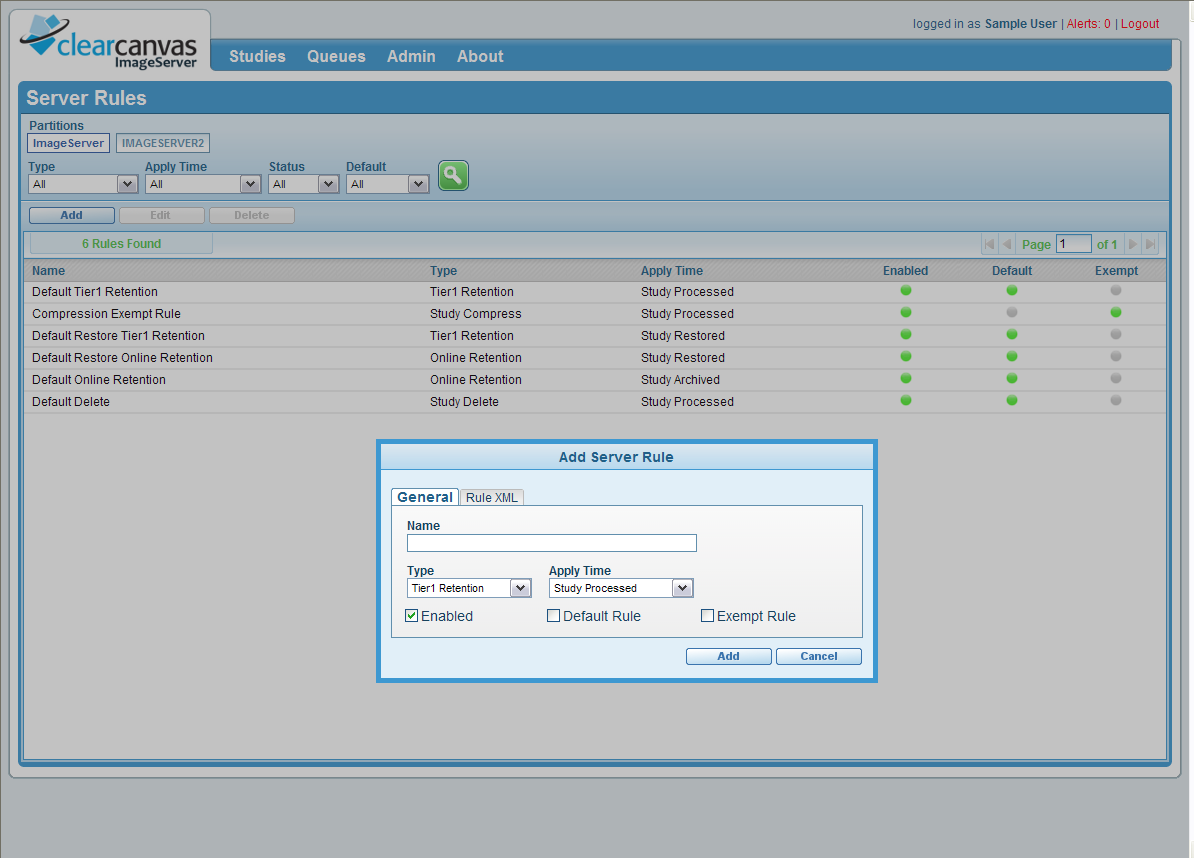 logged in as Sample User | Alerts: 0 | Logout
clearcanvas
ImageServer
Studies Queues Admin About
Server Rules
Partitions
ImageServer IMAGESERVER2
Type Apply Time Status Default
All All All All
Add Edit Delete
6 Rules Found Page 1 of 1
Name Type Apply Time Enabled Default Exempt
Default Tier1 Retention Tier1 Retention Study Processed
Compression Exempt Rule Study Compress Study Processed
Default Restore Tier1 Retention Tier1 Retention Study Restored
Default Restore Online Retention Online Retention Study Restored
Default Online Retention Online Retention Study Archived
Default Delete Study Delete Study Processed
Add Server Rule
General Rule XML
Name
Type Apply Time
Tier1 Retention Study Processed
Enabled Default Rule Exempt Rule
Add Cancel